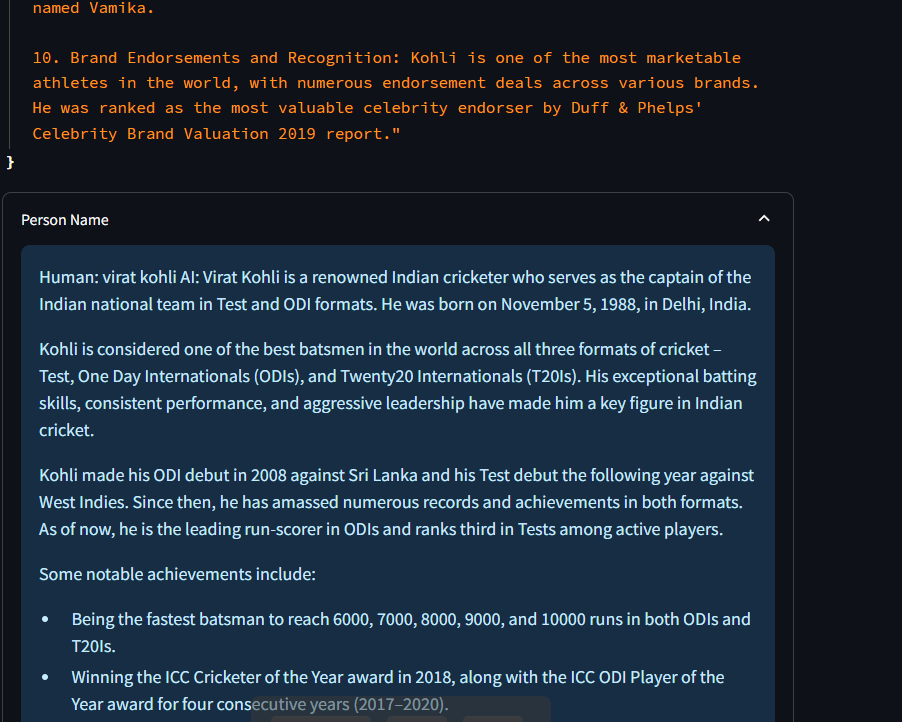 named Vamika.
10. Brand Endorsements and Recognition: Kohli is one of the most marketable
athletes in the world, with numerous endorsement deals across various brands.
He was ranked as the most valuable celebrity endorser by Duff & Phelps'
Celebrity Brand Valuation 2019 report."
}
Person Name
Human: virat kohli AI: Virat Kohli is a renowned Indian cricketer who serves as the captain of the
Indian national team in Test and ODI formats. He was born on November 5, 1988, in Delhi, India.
Kohli is considered one of the best batsmen in the world across all three formats of cricket –
Test, One Day Internationals (ODIs), and Twenty20 Internationals (T20Is). His exceptional batting
skills, consistent performance, and aggressive leadership have made him a key figure in Indian
cricket.
Kohli made his ODI debut in 2008 against Sri Lanka and his Test debut the following year against
West Indies. Since then, he has amassed numerous records and achievements in both formats.
As of now, he is the leading run-scorer in ODIs and ranks third in Tests among active players.
Some notable achievements include:
• Being the fastest batsman to reach 6000, 7000, 8000, 9000, and 10000 runs in both ODIs and
T20Is.
• Winning the ICC Cricketer of the Year award in 2018, along with the ICC ODI Player of the
Year award for four consecutive years (2017–2020).